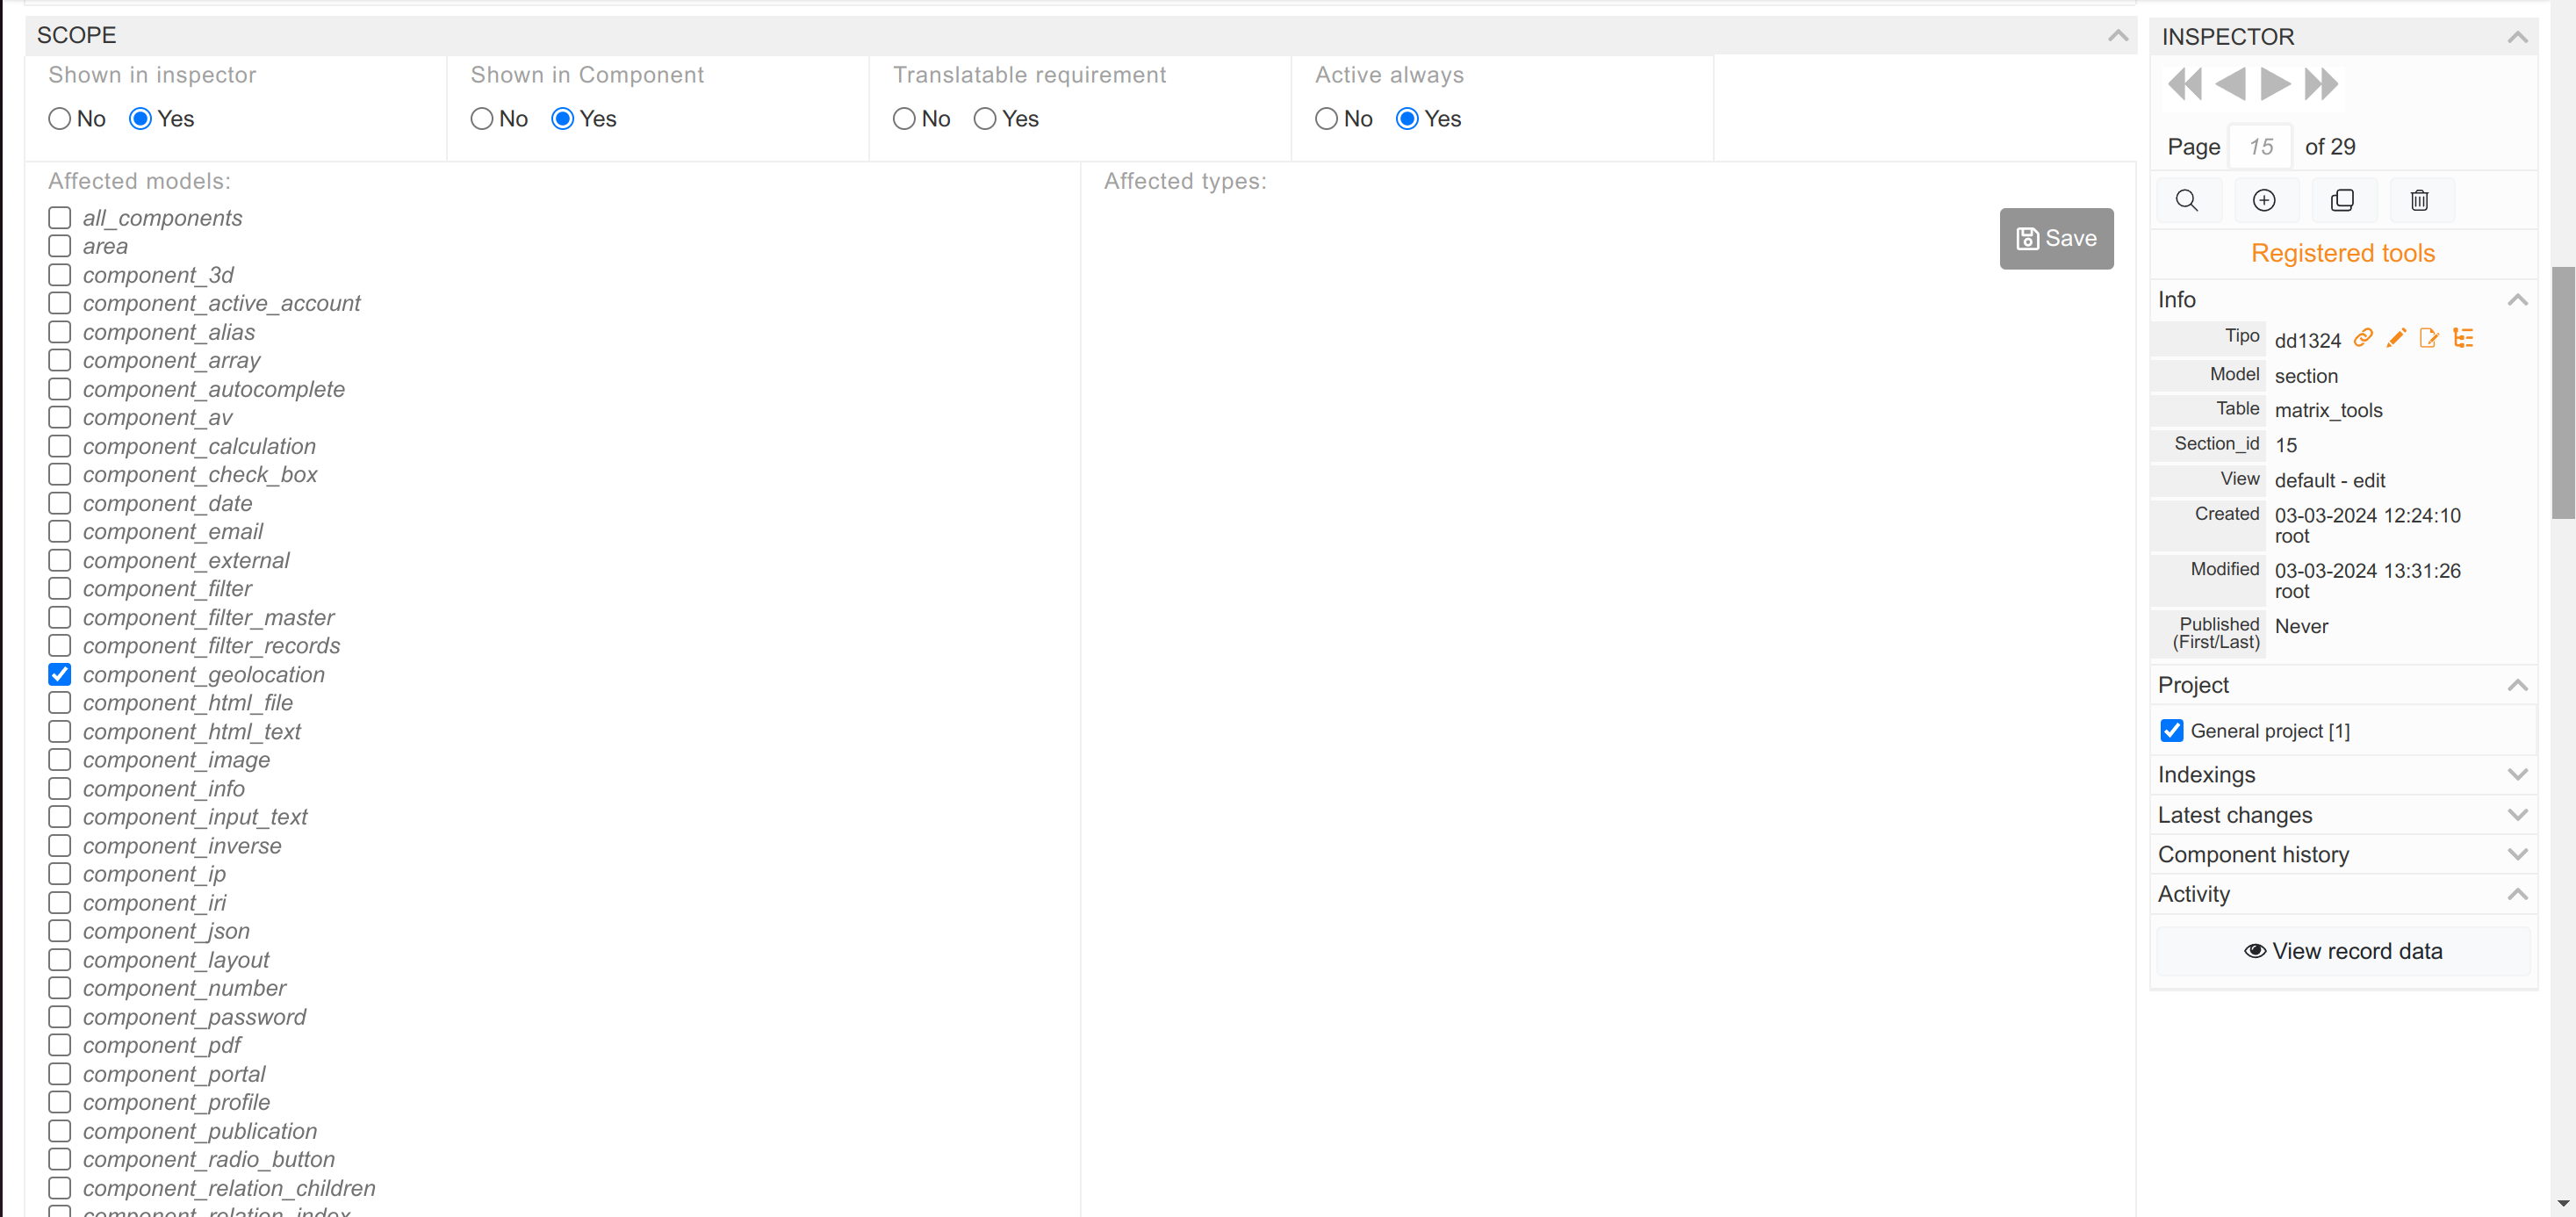 SCOPE
Shown in inspector
No Yes
Shown in Component
No Yes
Translatable requirement
No Yes
Active always
No Yes
Affected models:
all_components
area
component_3d
component_active_account
component_alias
component_array
component_autocomplete
component_av
component_calculation
component_check_box
component_date
component_email
component_external
component_filter
component_filter_master
component_filter_records
component_geolocation
component_html_file
component_html_text
component_image
component_info
component_input_text
component_inverse
component_ip
component_iri
component_json
component_layout
component_number
component_password
component_pdf
component_portal
component_profile
component_publication
component_radio_button
component_relation_children
component_relation_index
Affected types:
Save
INSPECTOR
Page 15 of 29
Registered tools
Info
Tipo dd1324
Model section
Table matrix_tools
Section_id 15
View default - edit
Created 03-03-2024 12:24:10
root
Modified 03-03-2024 13:31:26
root
Published Never
(First/Last)
Project
General project [1]
Indexings
Latest changes
Component history
Activity
View record data